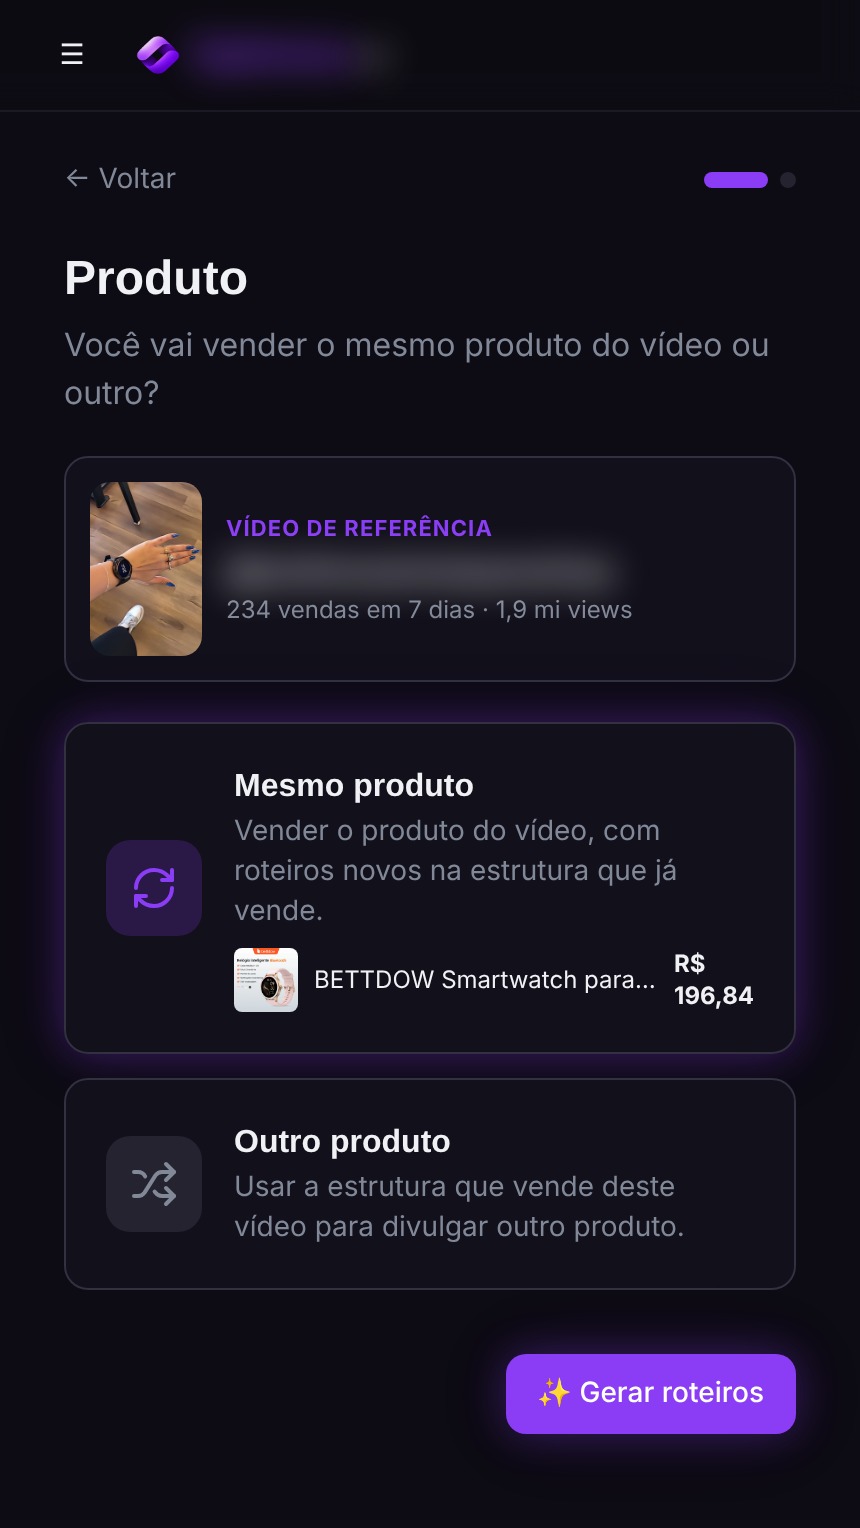 ☰
← Voltar
Produto
Você vai vender o mesmo produto do vídeo ou
outro?
VÍDEO DE REFERÊNCIA
234 vendas em 7 dias · 1,9 mi views
Mesmo produto
Vender o produto do vídeo, com
roteiros novos na estrutura que já
vende.
BETTDOW Smartwatch para...
R$
196,84
Outro produto
Usar a estrutura que vende deste
vídeo para divulgar outro produto.
✨ Gerar roteiros